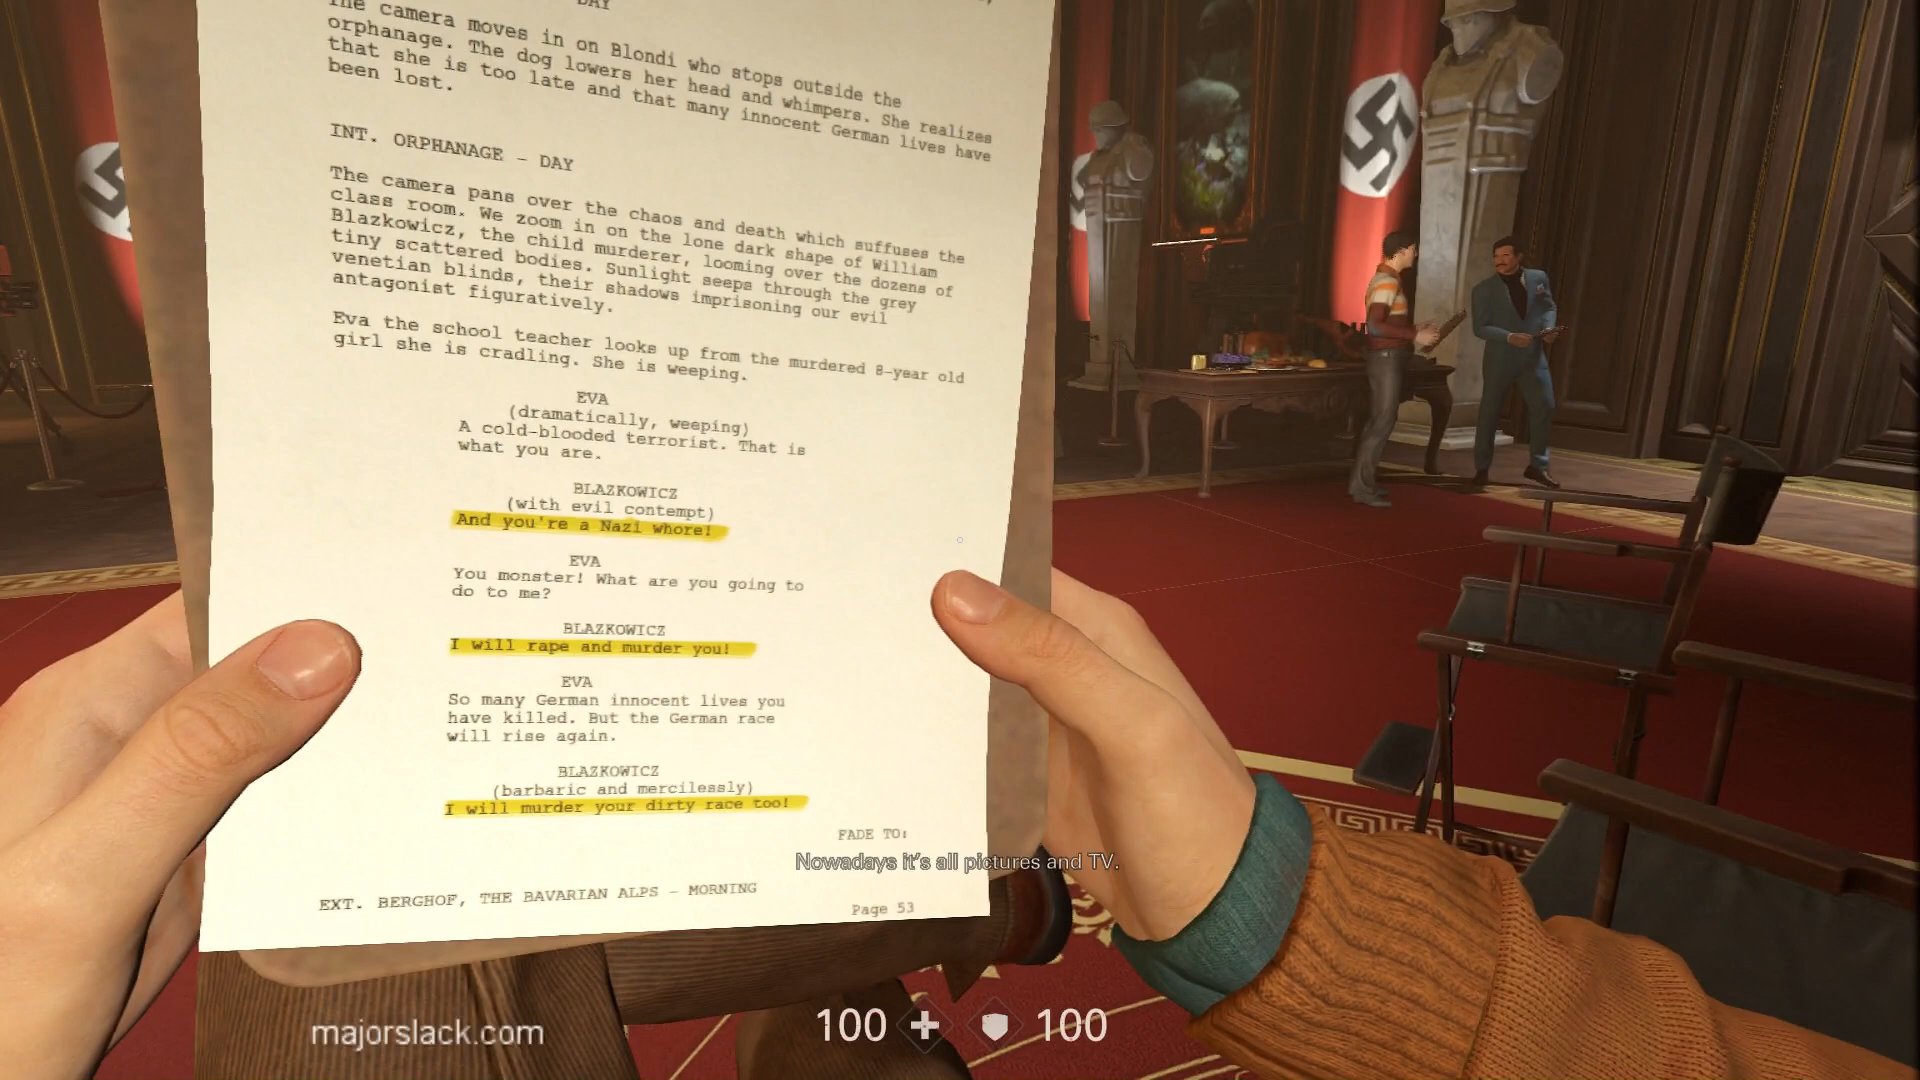 DAY
The camera moves in on Blondi who stops outside the
orphanage. The dog lowers her head and whimpers. She realizes
that she is too late and that many innocent German lives have
been lost.
INT. ORPHANAGE - DAY
The camera pans over the chaos and death which suffuses the
class room. We zoom in on the lone dark shape of William
Blazkowicz, the child murderer, looming over the dozens of
tiny scattered bodies. Sunlight seeps through the grey
venetian blinds, their shadows imprisoning our evil
antagonist figuratively.
Eva the school teacher looks up from the murdered 8-year old
girl she is cradling. She is weeping.
EVA
(dramatically, weeping)
A cold-blooded terrorist. That is
what you are.
BLAZKOWICZ
(with evil contempt)
And you're a Nazi whore!
EVA
You monster! What are you going to
do to me?
BLAZKOWICZ
I will rape and murder you!
EVA
So many German innocent lives you
have killed. But the German race
will rise again.
BLAZKOWICZ
(barbaric and mercilessly)
I will murder your dirty race too!
FADE TO:
Nowadays it's all pictures and TV.
EXT. BERGHOF, THE BAVARIAN ALPS - MORNING
Page 53
majorslack.com
100 100